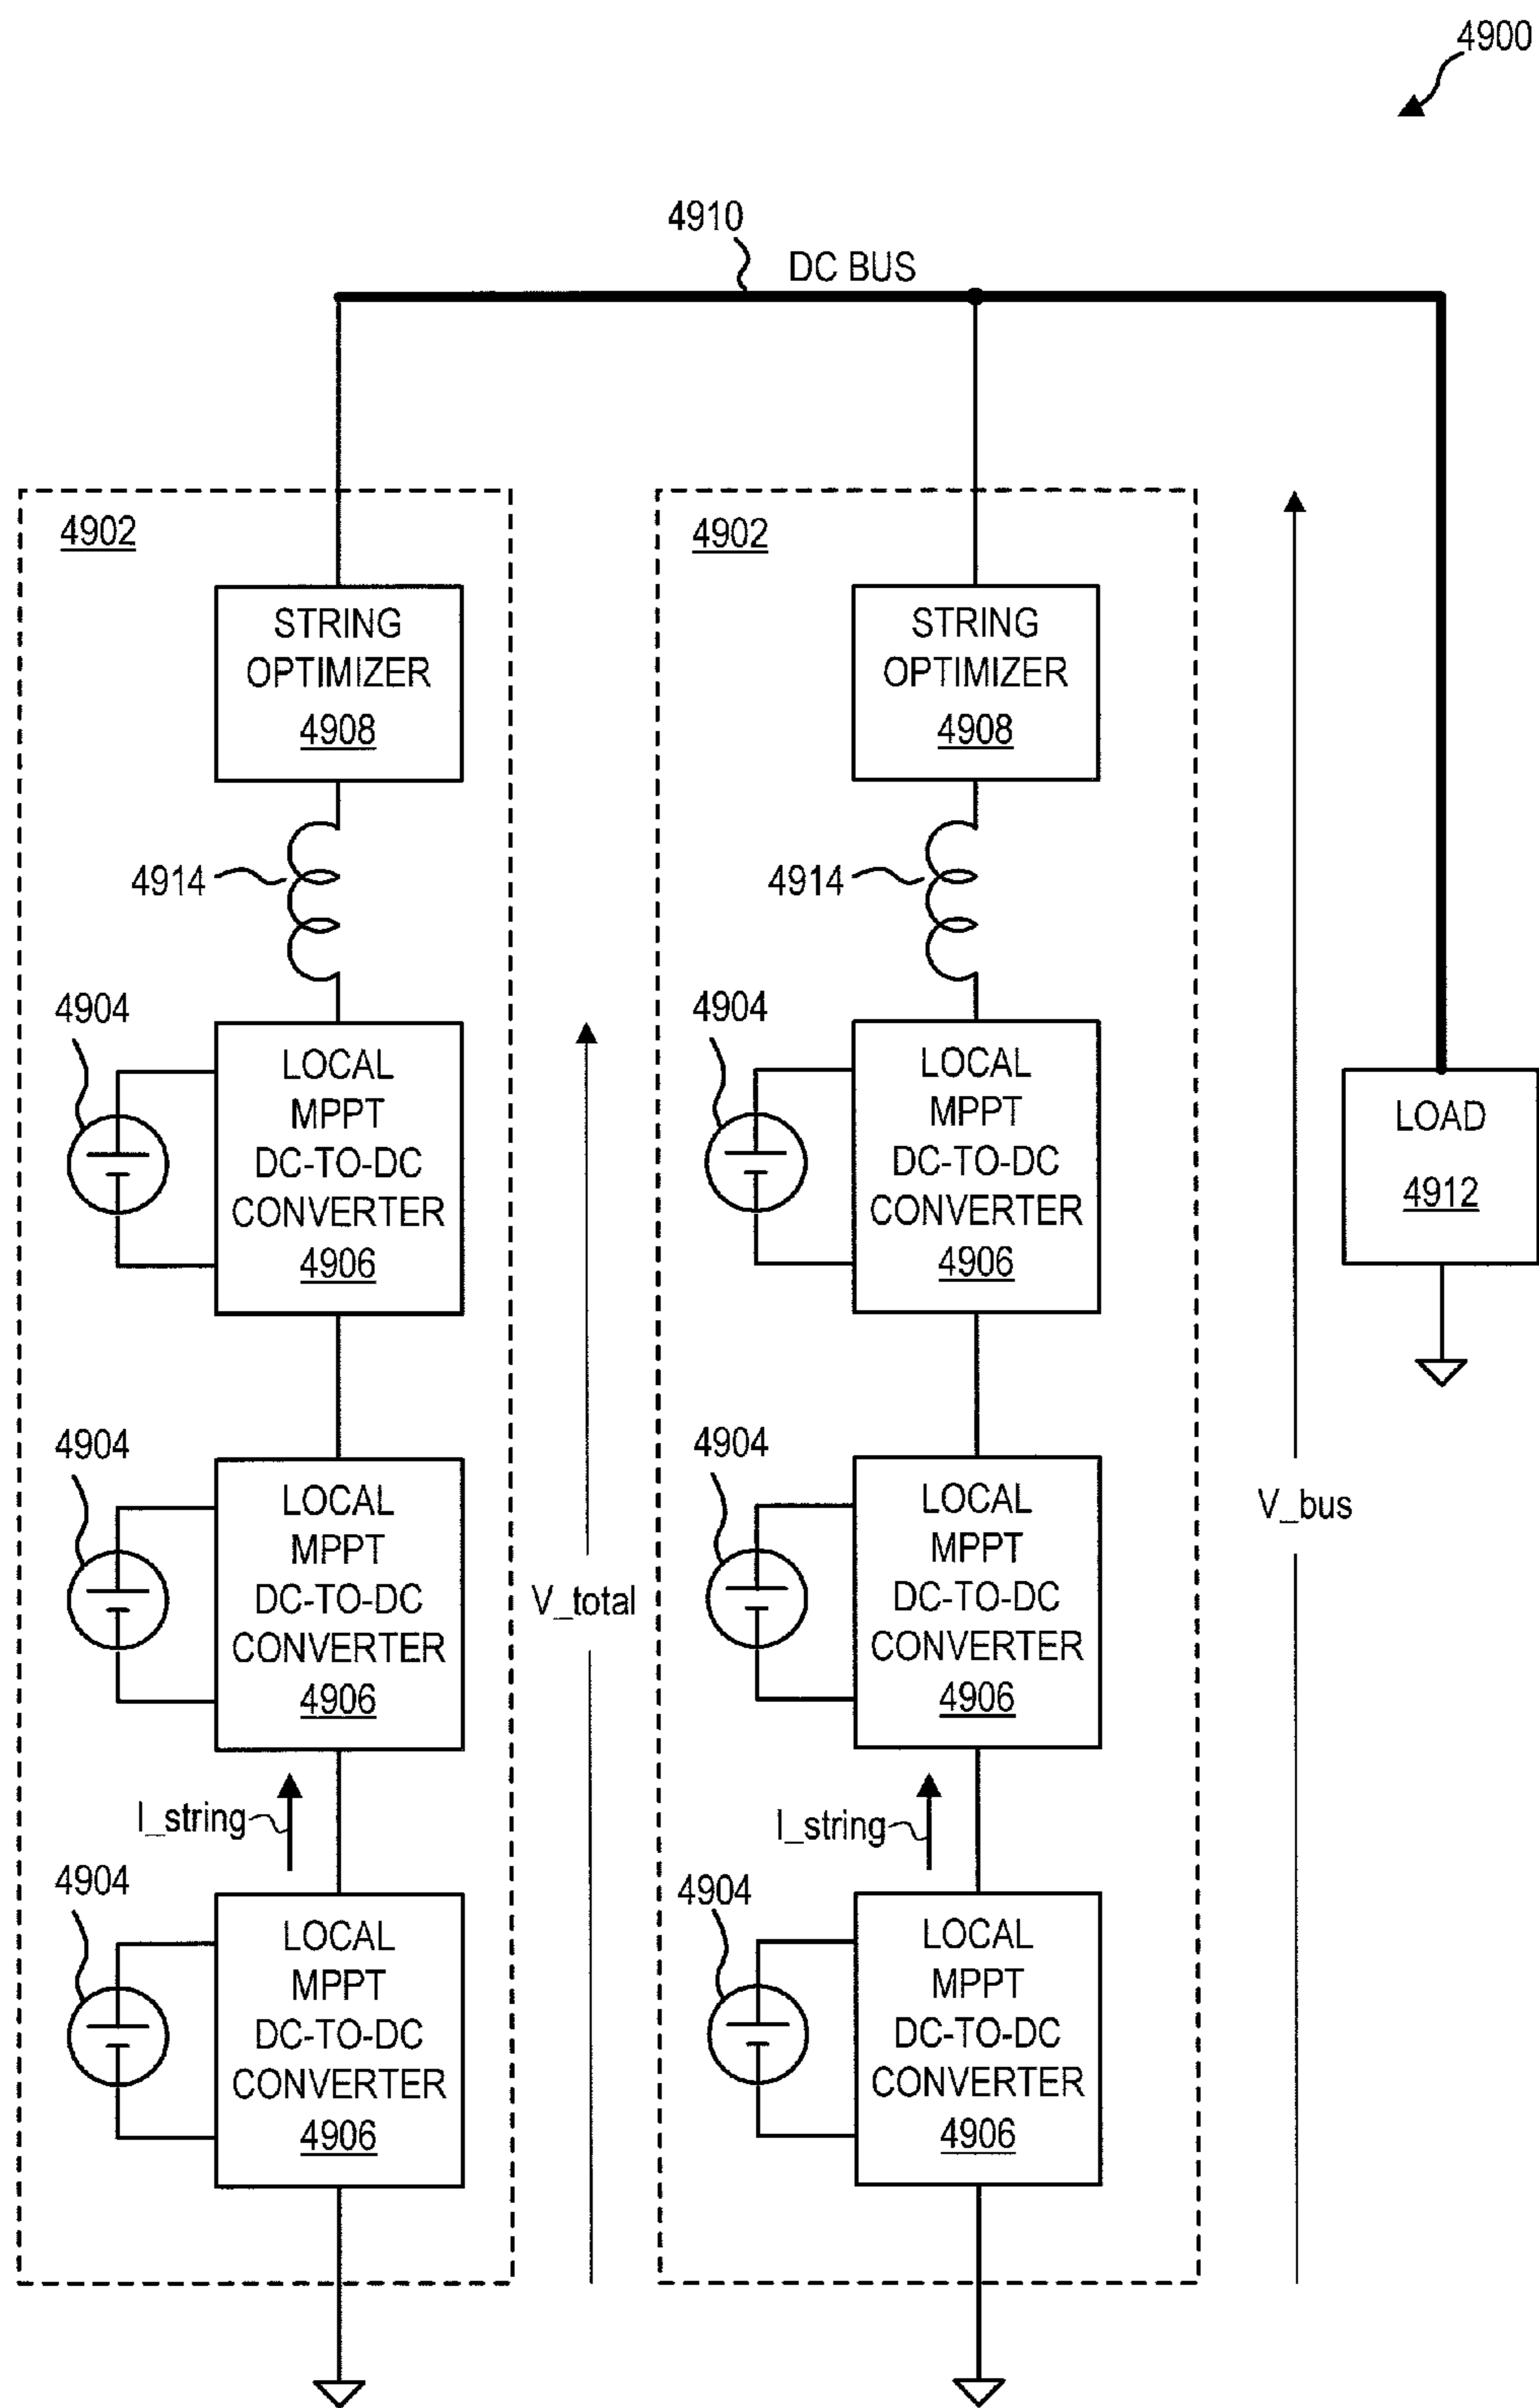 4900
4910
DC BUS
4902
STRING
OPTIMIZER
4908
4914
4904
LOCAL
MPPT
DC-TO-DC
CONVERTER
4906
4904
LOCAL
MPPT
DC-TO-DC
CONVERTER
4906
I_string
4904
LOCAL
MPPT
DC-TO-DC
CONVERTER
4906
V_total
4902
STRING
OPTIMIZER
4908
4914
4904
LOCAL
MPPT
DC-TO-DC
CONVERTER
4906
4904
LOCAL
MPPT
DC-TO-DC
CONVERTER
4906
I_string
4904
LOCAL
MPPT
DC-TO-DC
CONVERTER
4906
V_bus
LOAD
4912